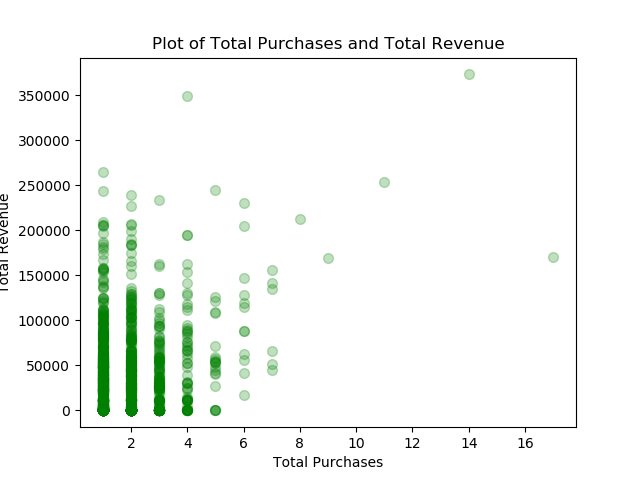 Plot of Total Purchases and Total Revenue
350000
300000
250000
200000
150000
100000
50000
0
Total Revenue
2 4 6 8 10 12 14 16
Total Purchases